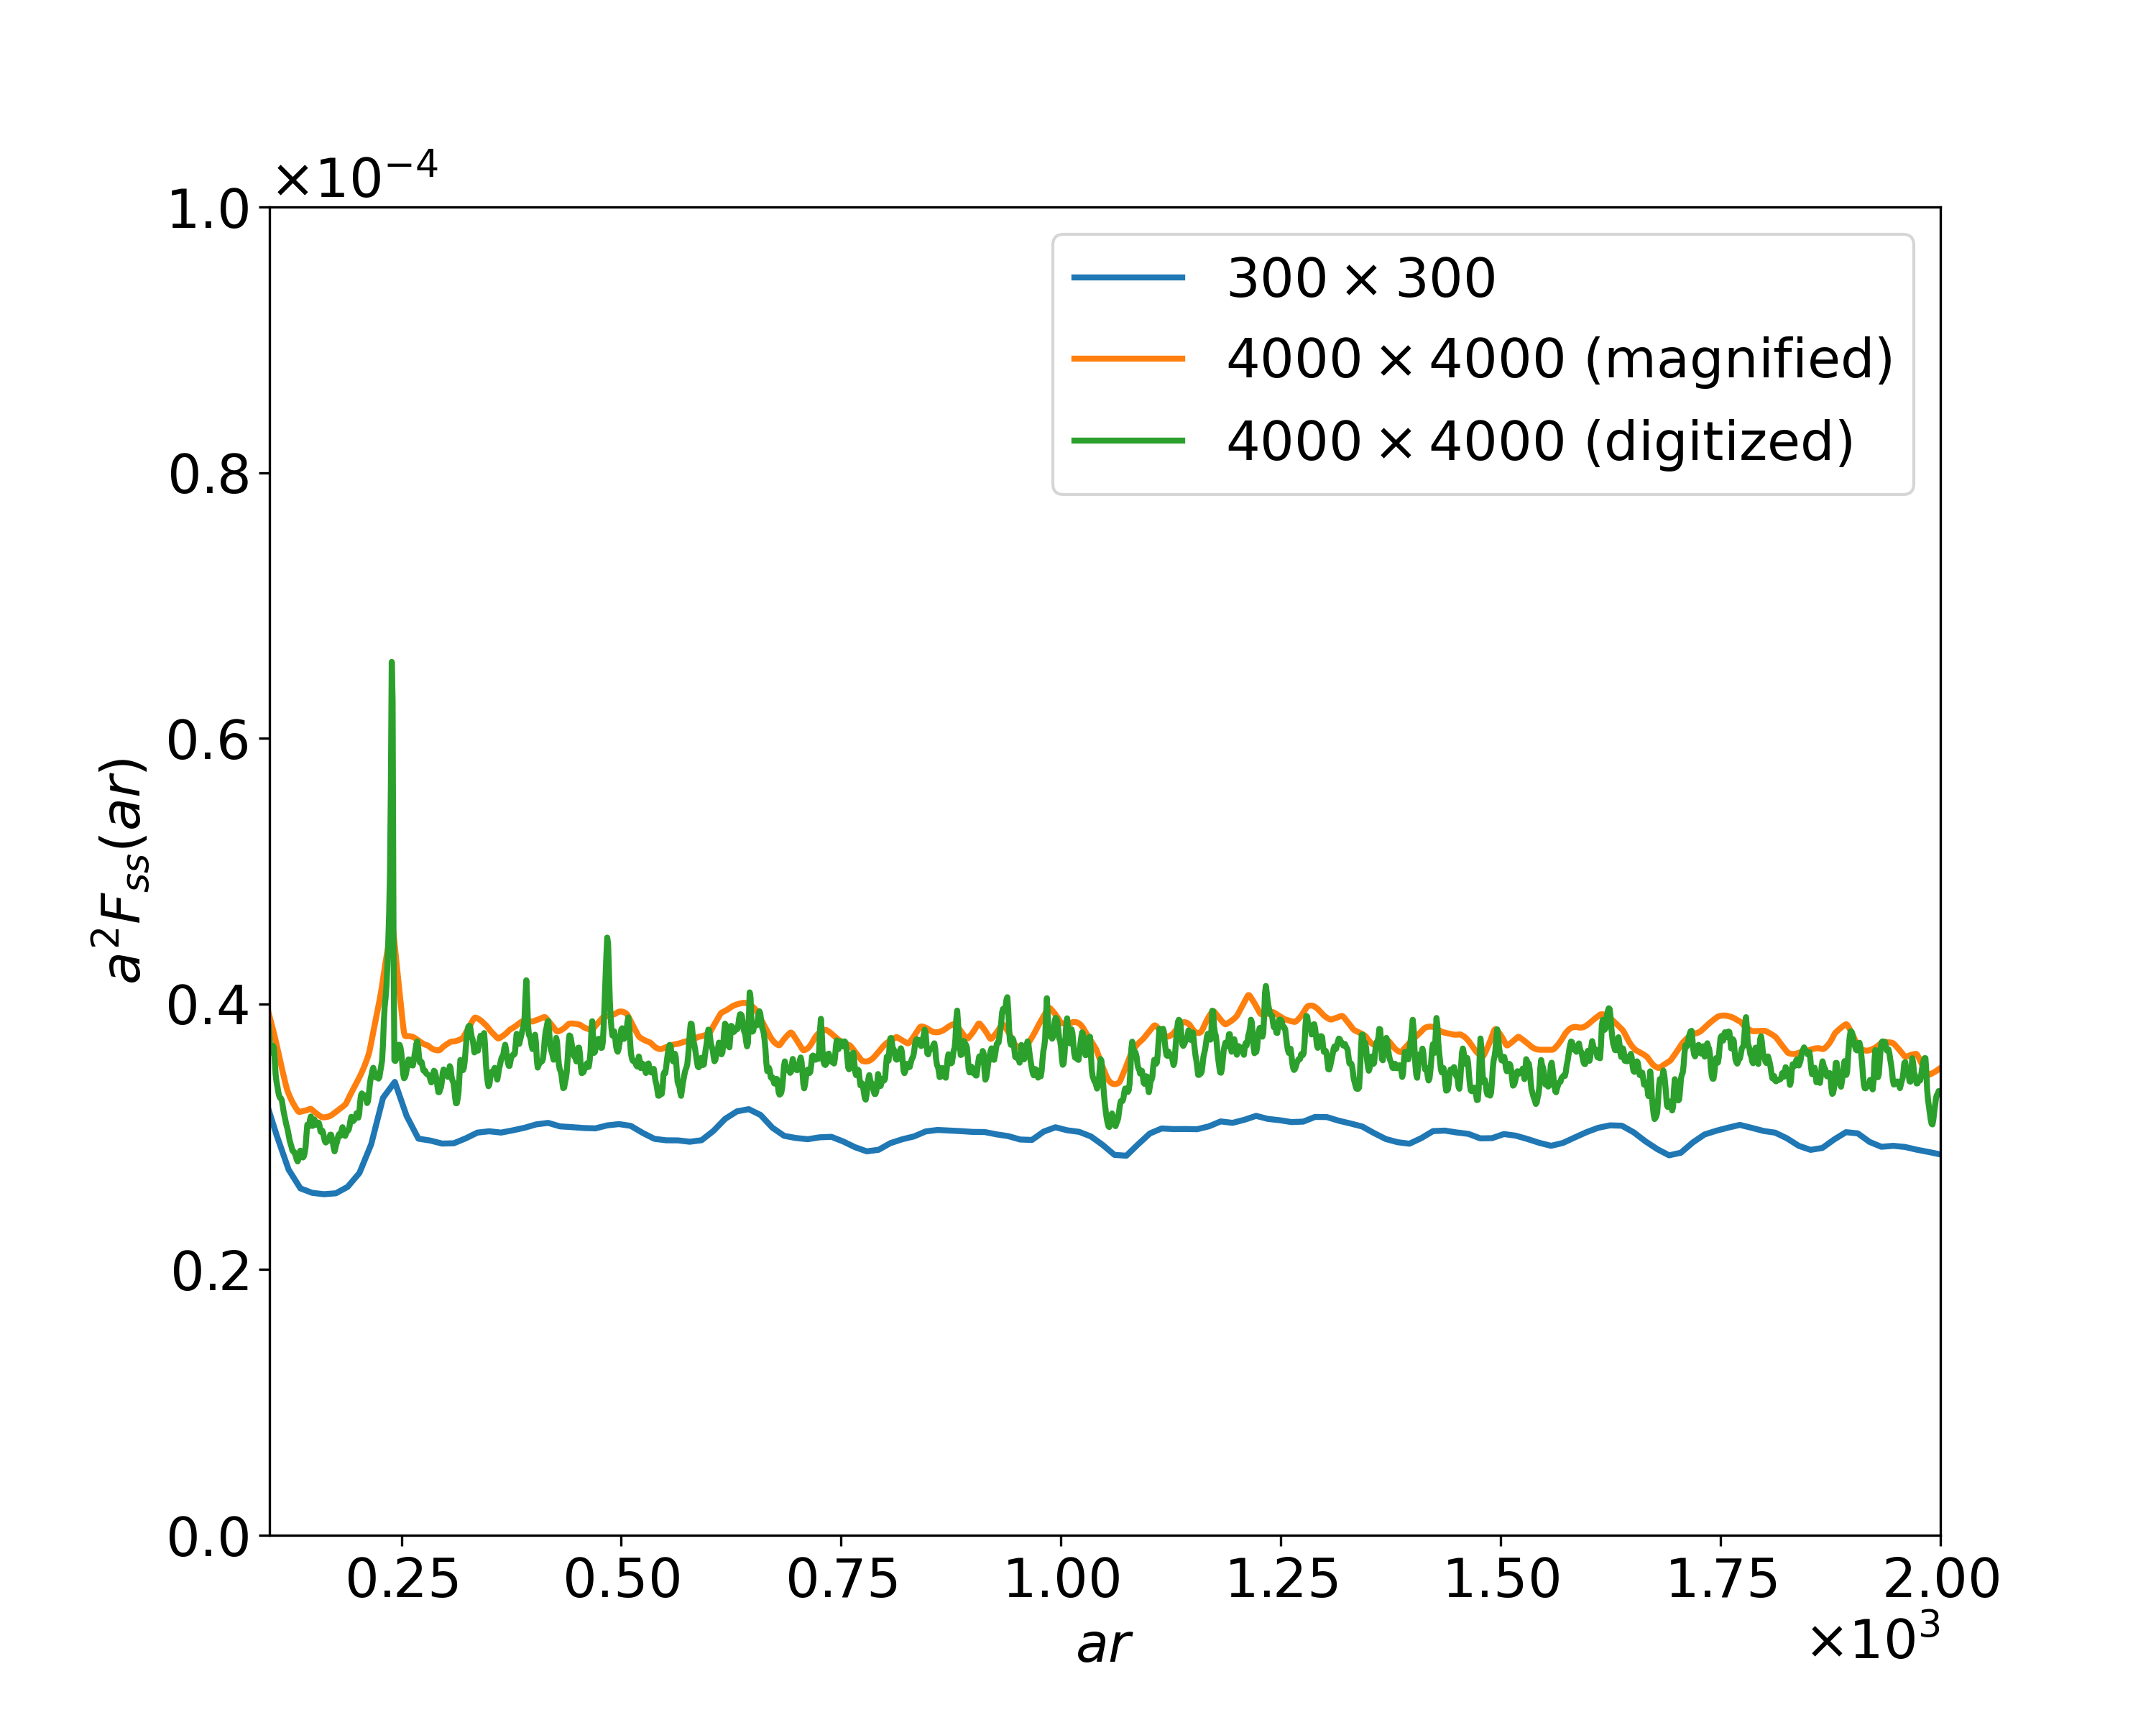 ×10⁻⁴
1.0
0.8
0.6
0.4
0.2
0.0
a²Fₛₛ(ar)
300 × 300
4000 × 4000 (magnified)
4000 × 4000 (digitized)
0.25 0.50 0.75 1.00 1.25 1.50 1.75 2.00
ar
×10³